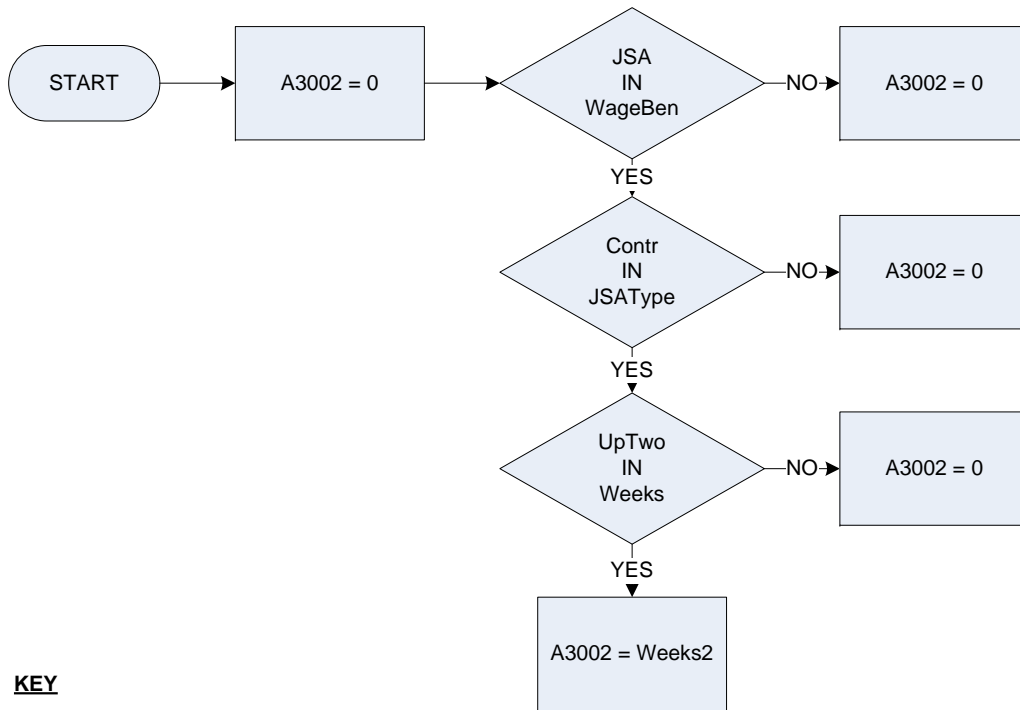 START
A3002 = 0
JSA
IN
WageBen
NO
A3002 = 0
YES
Contr
IN
JSAType
NO
A3002 = 0
YES
UpTwo
IN
Weeks
NO
A3002 = 0
YES
A3002 = Weeks2
KEY